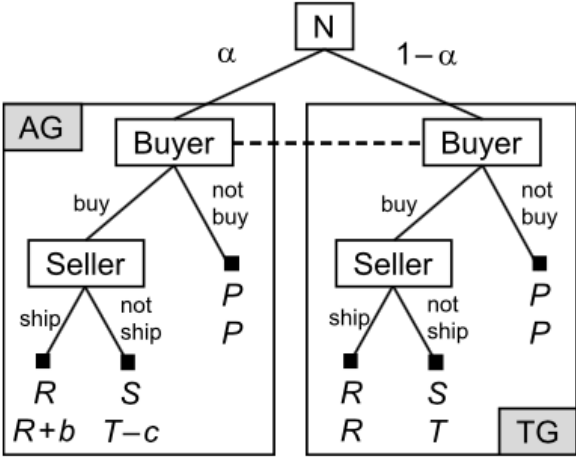 N
α
1−α
AG
Buyer
Buyer
buy
not
buy
buy
not
buy
Seller
P
P
Seller
P
P
ship
not
ship
ship
not
ship
R
S
R
S
R+b
T−c
R
T
TG